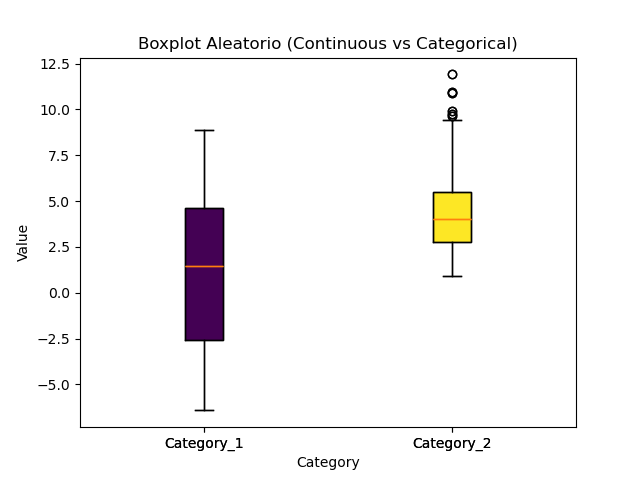 Boxplot Aleatorio (Continuous vs Categorical)
12.5
10.0
7.5
5.0
2.5
0.0
−2.5
−5.0
Value
Category_1
Category_2
Category